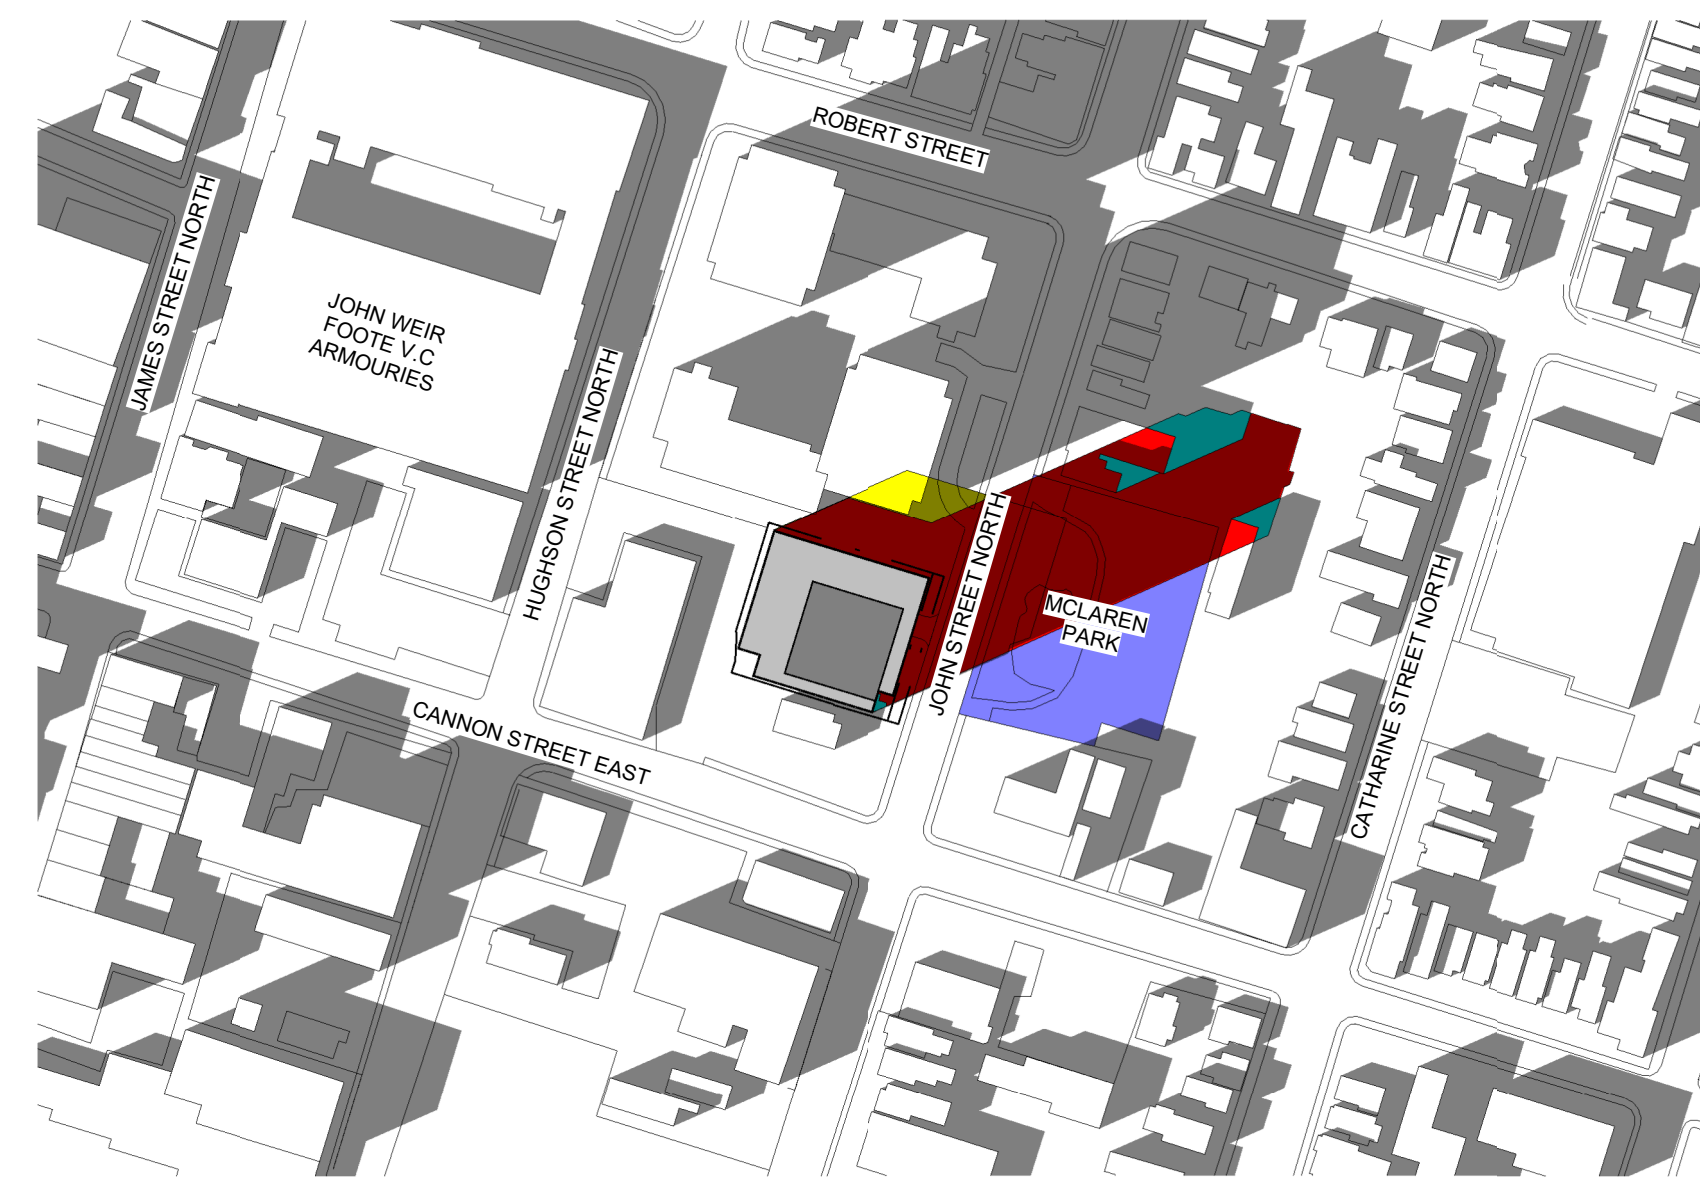 ROBERT STREET
JAMES STREET NORTH
JOHN WEIR
FOOTE V.C
ARMOURIES
HUGHSON STREET NORTH
JOHN STREET NORTH
MCLAREN
PARK
CATHARINE STREET NORTH
CANNON STREET EAST